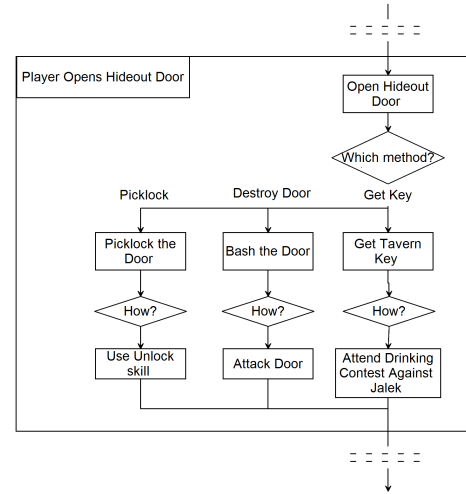 Player Opens Hideout Door
Open Hideout
Door
Which method?
Picklock
Destroy Door
Get Key
Picklock the
Door
Bash the Door
Get Tavern
Key
How?
How?
How?
Use Unlock
skill
Attack Door
Attend Drinking
Contest Against
Jalek